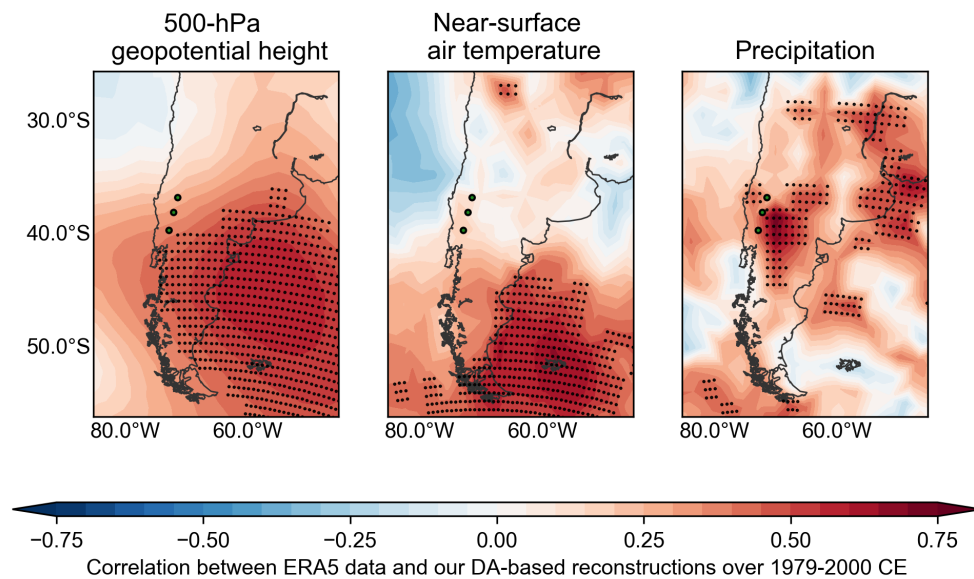 500-hPa
geopotential height
Near-surface
air temperature
Precipitation
30.0°S
40.0°S
50.0°S
80.0°W
60.0°W
80.0°W
60.0°W
80.0°W
60.0°W
−0.75
−0.50
−0.25
0.00
0.25
0.50
0.75
Correlation between ERA5 data and our DA-based reconstructions over 1979-2000 CE